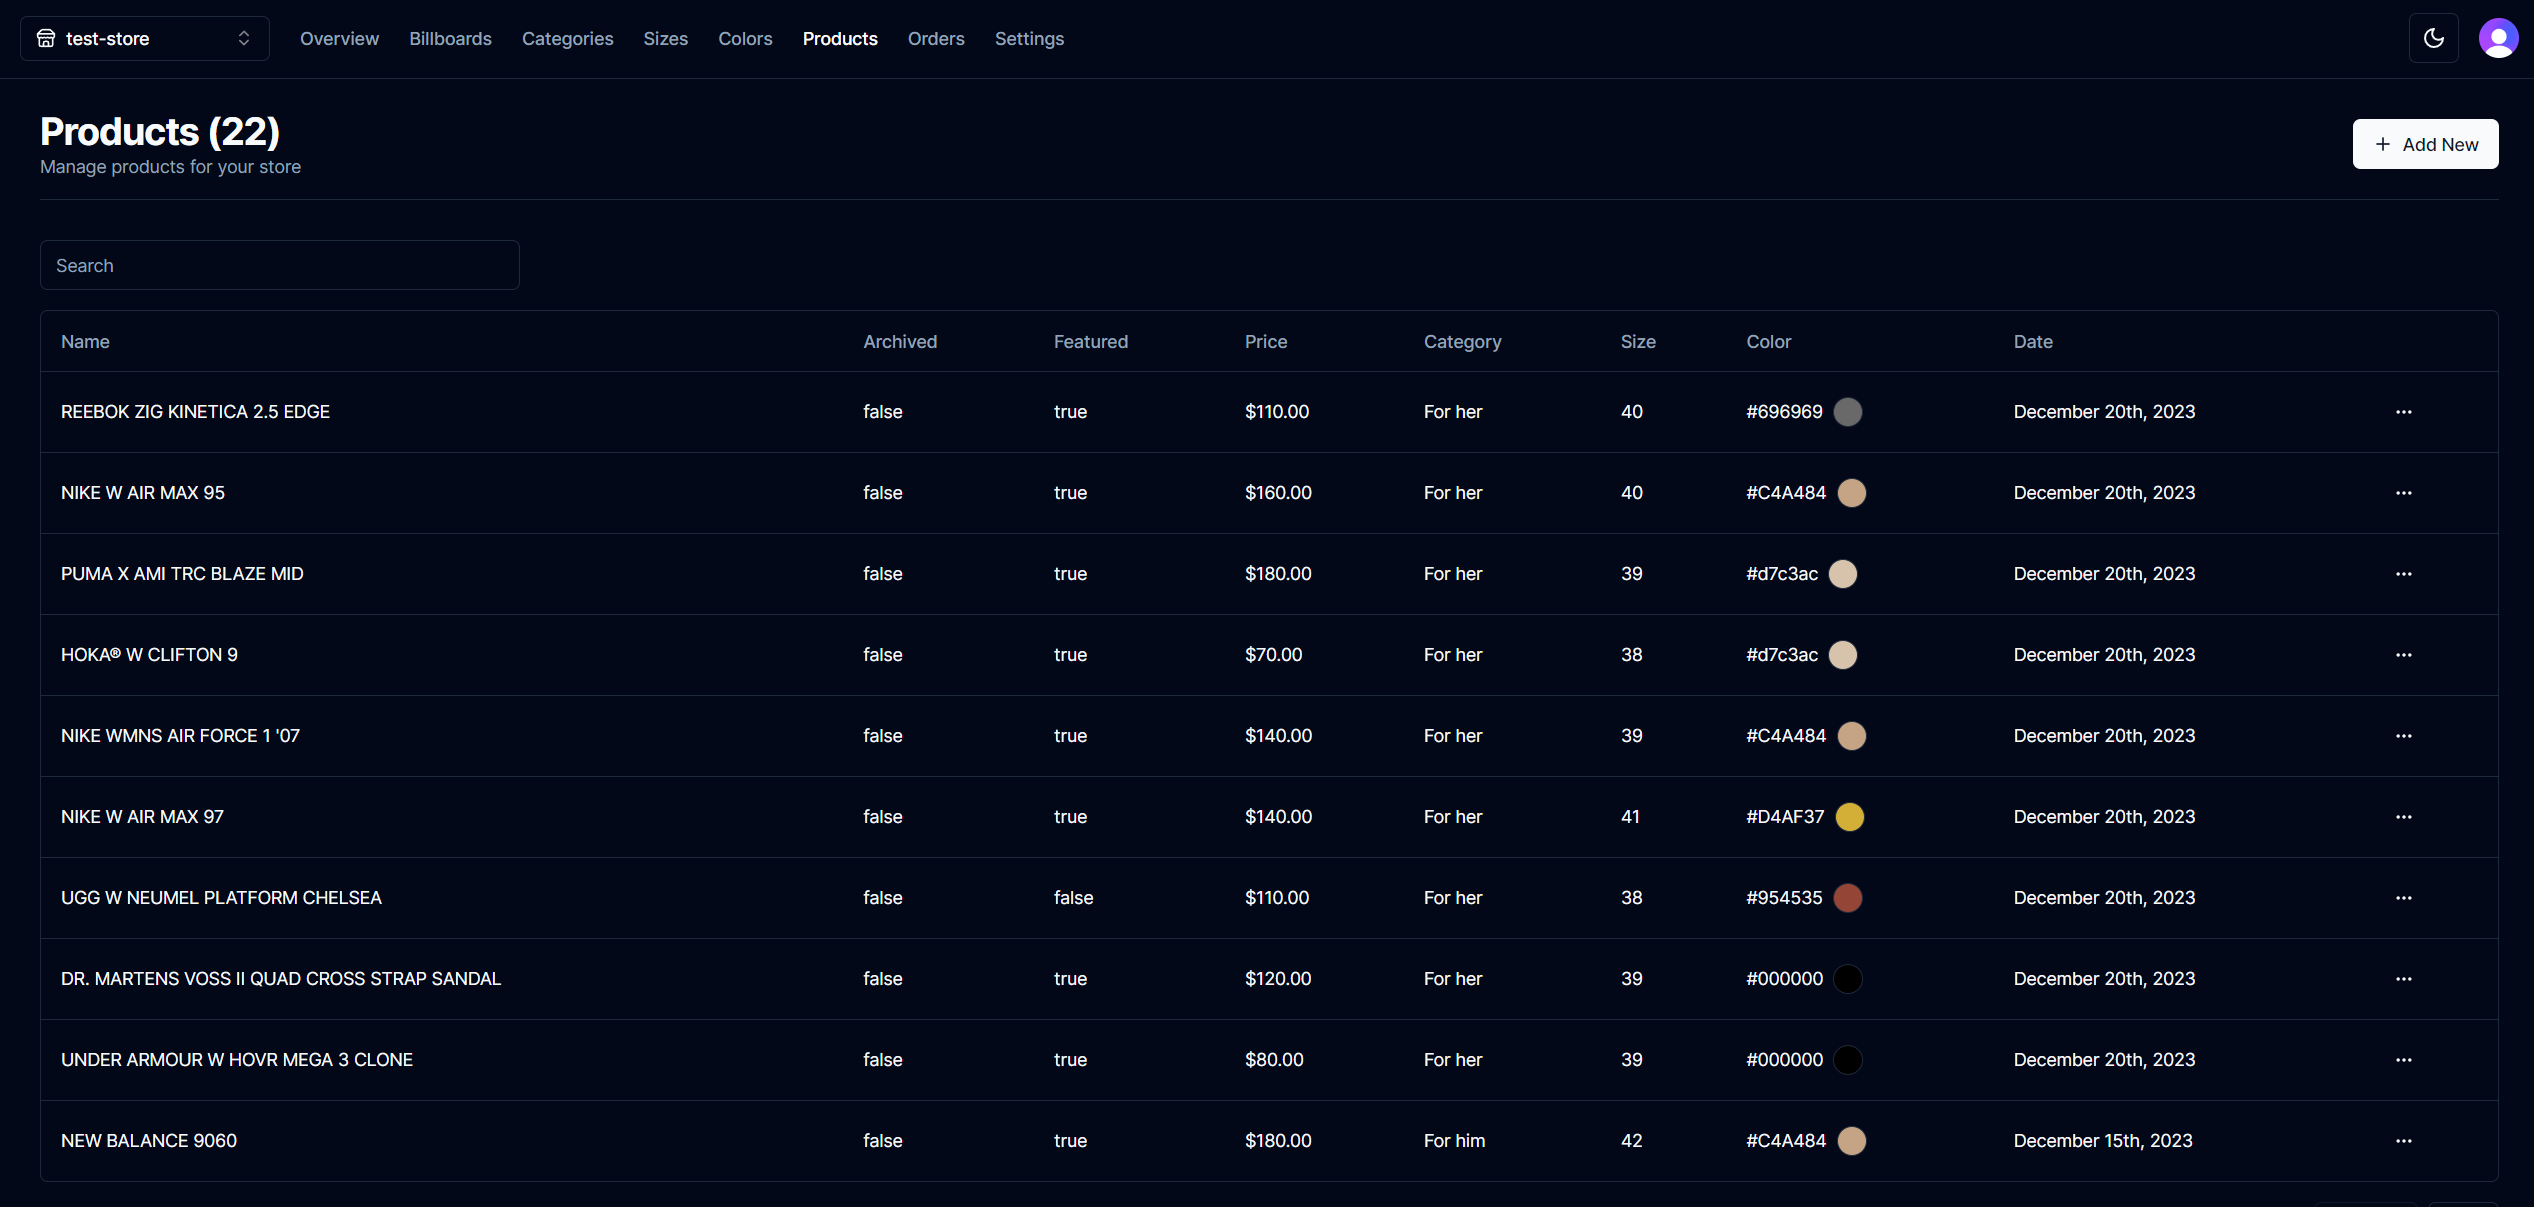 test-store Overview Billboards Categories Sizes Colors Products Orders Settings
Products (22)
Manage products for your store
Add New
Search
Name Archived Featured Price Category Size Color Date
REEBOK ZIG KINETICA 2.5 EDGE false true $110.00 For her 40 #696969 December 20th, 2023
NIKE W AIR MAX 95 false true $160.00 For her 40 #C4A484 December 20th, 2023
PUMA X AMI TRC BLAZE MID false true $180.00 For her 39 #d7c3ac December 20th, 2023
HOKA® W CLIFTON 9 false true $70.00 For her 38 #d7c3ac December 20th, 2023
NIKE WMNS AIR FORCE 1 '07 false true $140.00 For her 39 #C4A484 December 20th, 2023
NIKE W AIR MAX 97 false true $140.00 For her 41 #D4AF37 December 20th, 2023
UGG W NEUMEL PLATFORM CHELSEA false false $110.00 For her 38 #954535 December 20th, 2023
DR. MARTENS VOSS II QUAD CROSS STRAP SANDAL false true $120.00 For her 39 #000000 December 20th, 2023
UNDER ARMOUR W HOVR MEGA 3 CLONE false true $80.00 For her 39 #000000 December 20th, 2023
NEW BALANCE 9060 false true $180.00 For him 42 #C4A484 December 15th, 2023